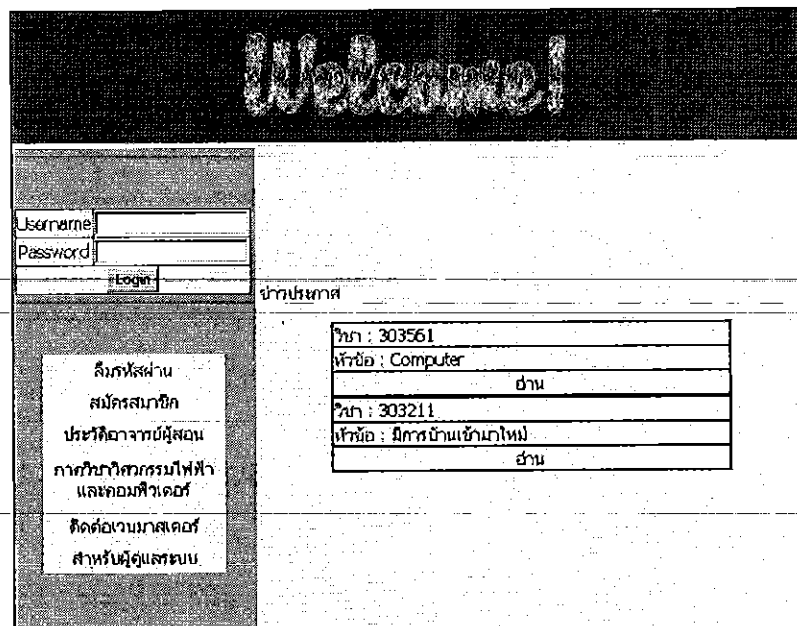 Welcome!
Username
Password
Login
ข่าวประกาศ
ลืมรหัสผ่าน
สมัครสมาชิก
ประวัติอาจารย์ผู้สอน
ภาควิชาวิศวกรรมไฟฟ้า
และคอมพิวเตอร์
ติดต่อเวบมาสเตอร์
สำหรับผู้ดูแลระบบ
วิชา : 303561
หัวข้อ : Computer
อ่าน
วิชา : 303211
หัวข้อ : มีการบ้านเข้ามาใหม่
อ่าน